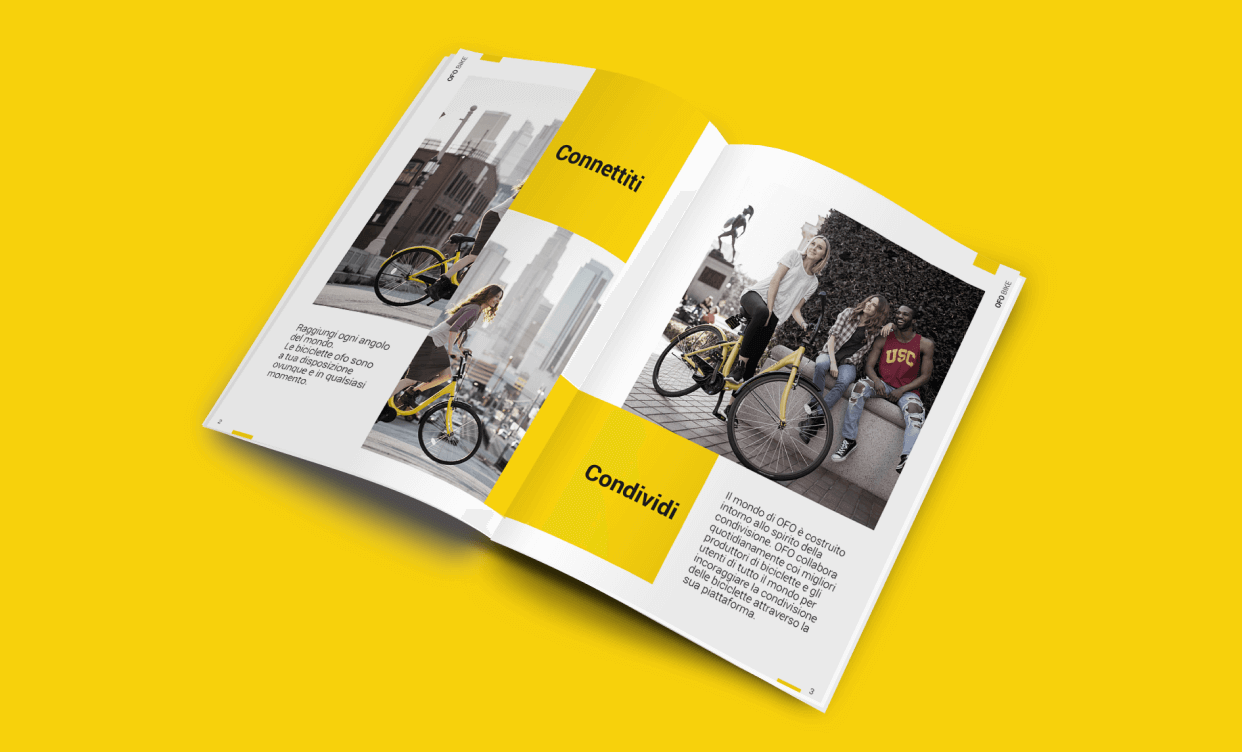 OFO BIKE
Connettiti
Raggiungi ogni angolo
del mondo.
Le biciclette ofo sono
a tua disposizione
ovunque e in qualsiasi
momento.
2
OFO BIKE
USC
Condividi
Il mondo di OFO è costruito
intorno allo spirito della
condivisione. OFO collabora
quotidianamente coi migliori
produttori di biciclette e gli
utenti di tutto il mondo per
incoraggiare la condivisione
delle biciclette attraverso la
sua piattaforma.
3